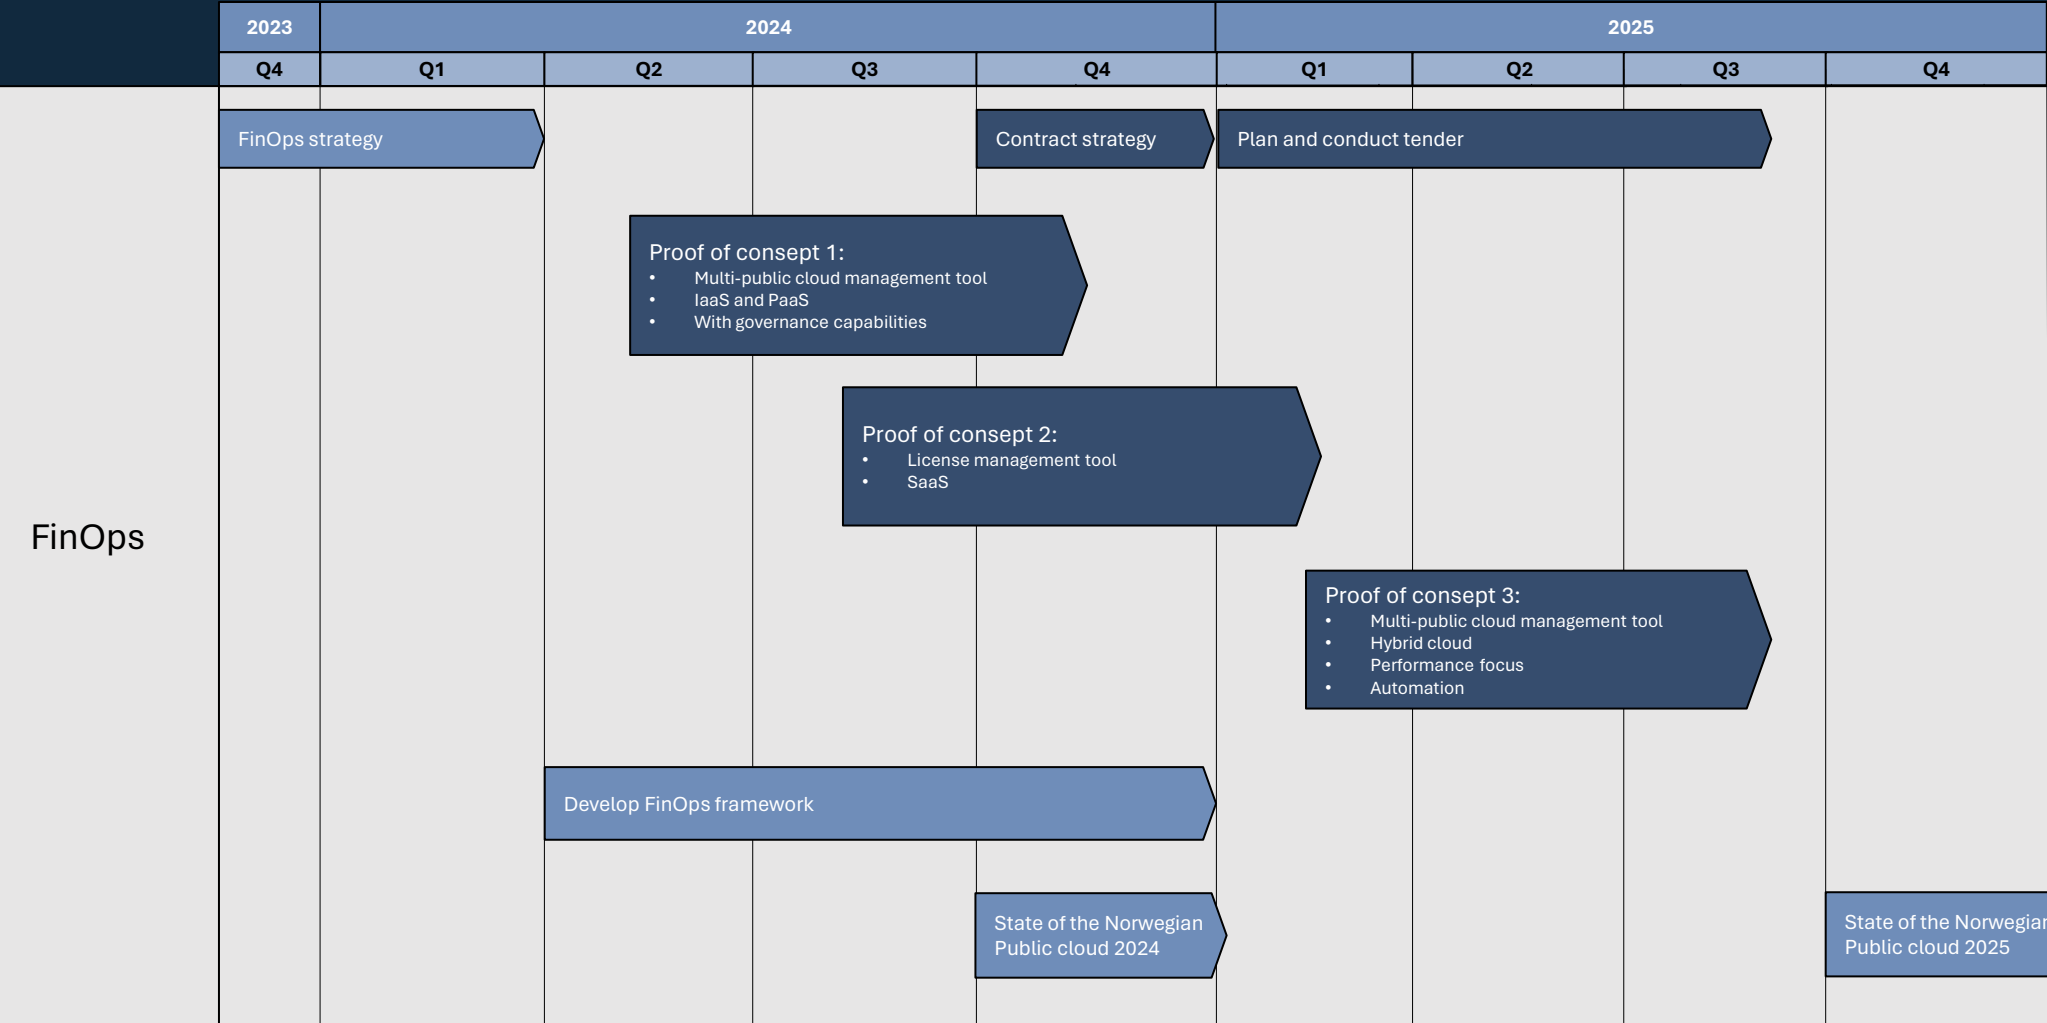 2023 2024 2025
Q4 Q1 Q2 Q3 Q4 Q1 Q2 Q3 Q4
FinOps strategy
Contract strategy
Plan and conduct tender
Proof of consept 1:
• Multi-public cloud management tool
• IaaS and PaaS
• With governance capabilities
Proof of consept 2:
• License management tool
• SaaS
FinOps
Proof of consept 3:
• Multi-public cloud management tool
• Hybrid cloud
• Performance focus
• Automation
Develop FinOps framework
State of the Norwegian
Public cloud 2024
State of the Norwegian
Public cloud 2025